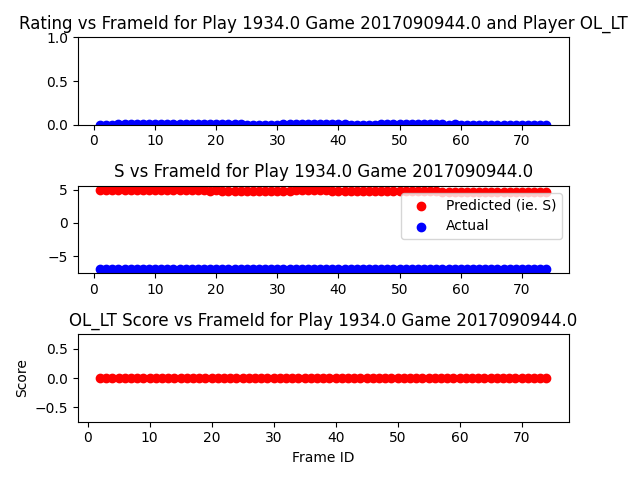 Rating vs FrameId for Play 1934.0 Game 2017090944.0 and Player OL_LT
1.0
0.5
0.0
0 10 20 30 40 50 60 70
S vs FrameId for Play 1934.0 Game 2017090944.0
5
0
−5
Predicted (ie. S)
Actual
0 10 20 30 40 50 60 70
OL_LT Score vs FrameId for Play 1934.0 Game 2017090944.0
Score
0.5
0.0
−0.5
0 10 20 30 40 50 60 70
Frame ID